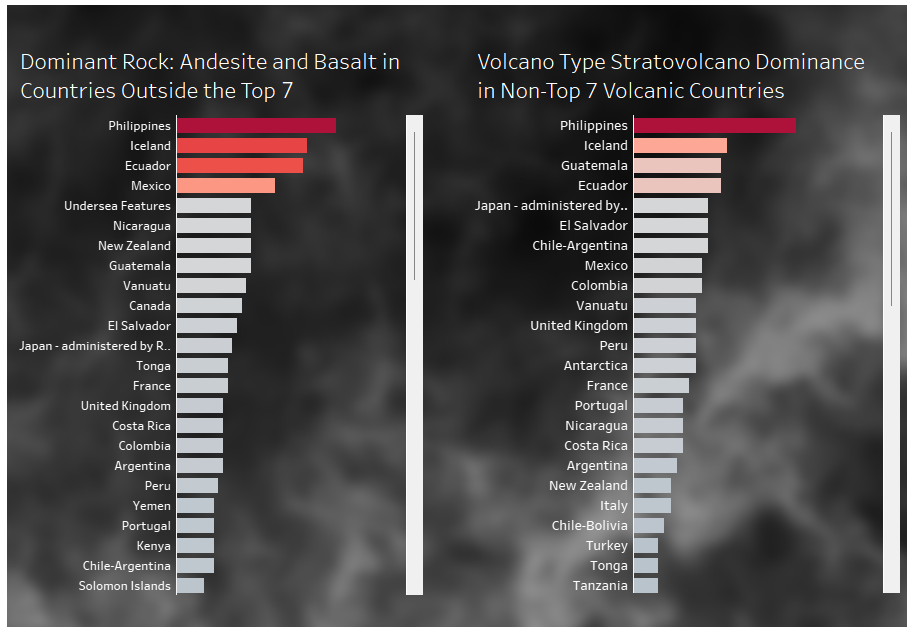 Dominant Rock: Andesite and Basalt in
Countries Outside the Top 7
Philippines
Iceland
Ecuador
Mexico
Undersea Features
Nicaragua
New Zealand
Guatemala
Vanuatu
Canada
El Salvador
Japan - administered by R..
Tonga
France
United Kingdom
Costa Rica
Colombia
Argentina
Peru
Yemen
Portugal
Kenya
Chile-Argentina
Solomon Islands
Volcano Type Stratovolcano Dominance
in Non-Top 7 Volcanic Countries
Philippines
Iceland
Guatemala
Ecuador
Japan - administered by..
El Salvador
Chile-Argentina
Mexico
Colombia
Vanuatu
United Kingdom
Peru
Antarctica
France
Portugal
Nicaragua
Costa Rica
Argentina
New Zealand
Italy
Chile-Bolivia
Turkey
Tonga
Tanzania